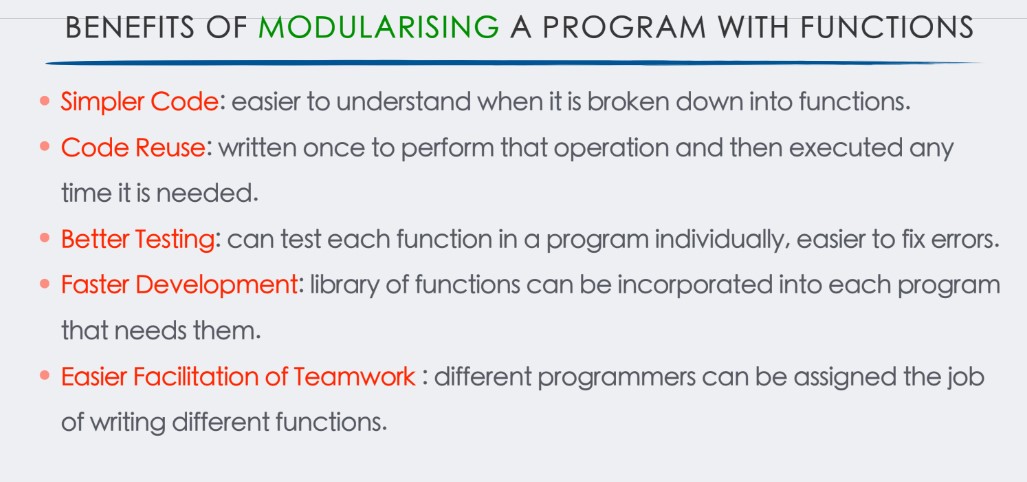 BENEFITS OF MODULARISING A PROGRAM WITH FUNCTIONS
• Simpler Code: easier to understand when it is broken down into functions.
• Code Reuse: written once to perform that operation and then executed any
time it is needed.
• Better Testing: can test each function in a program individually, easier to fix errors.
• Faster Development: library of functions can be incorporated into each program
that needs them.
• Easier Facilitation of Teamwork : different programmers can be assigned the job
of writing different functions.